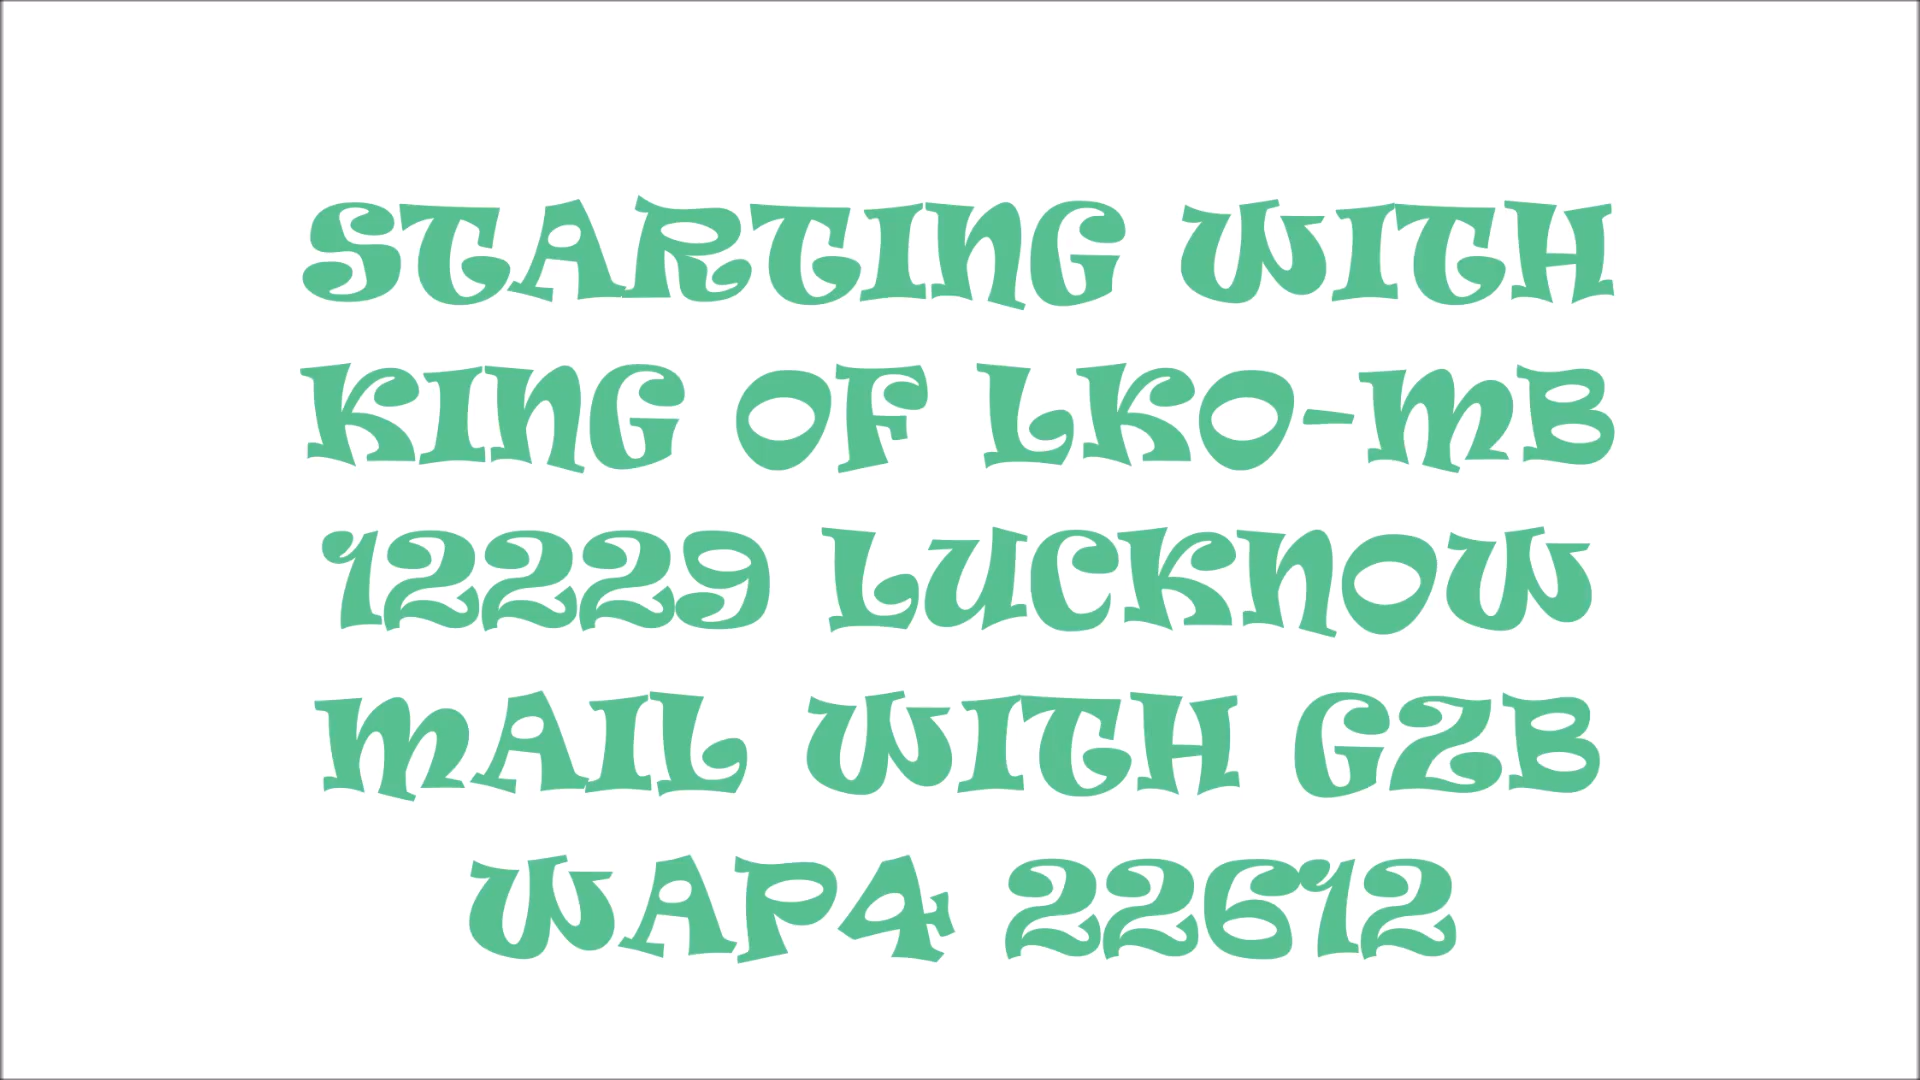 STARTING WITH
KING OF LKO-MB
12229 LUCKNOW
MAIL WITH GZB
WAP4 22612